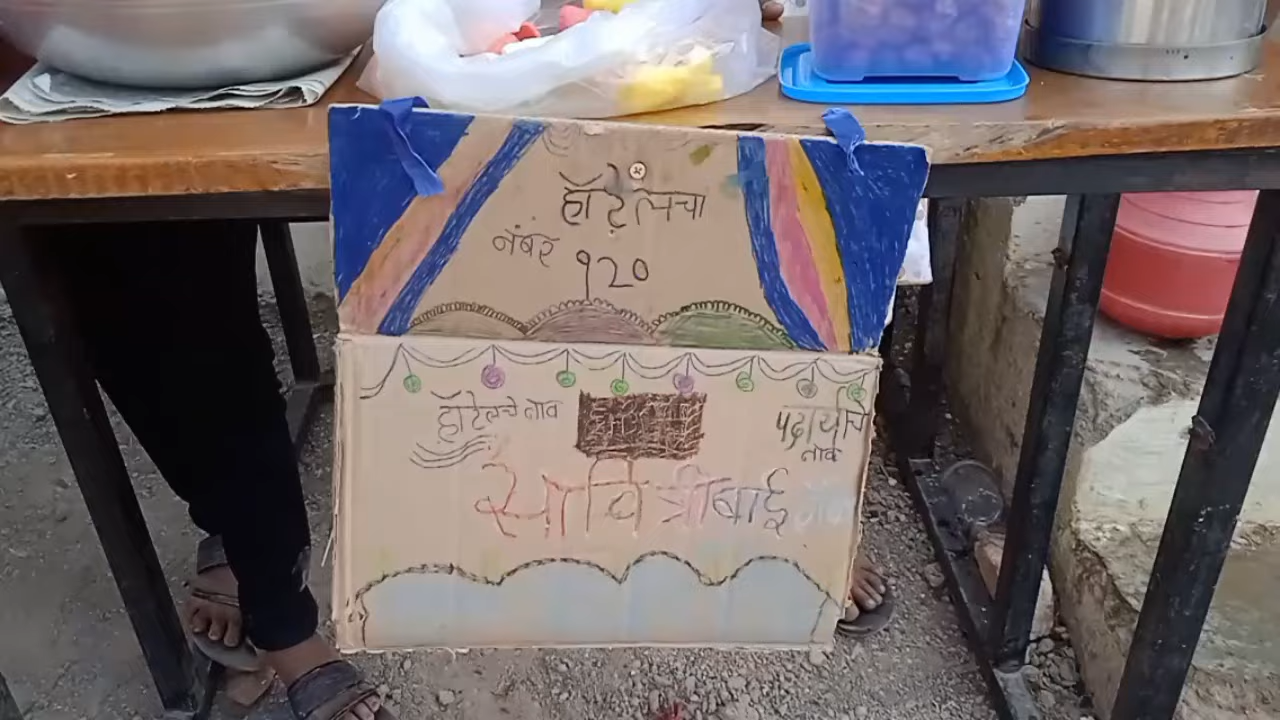 हॉटेलचा
नंबर
१२०
हॉटेलचे नाव
पदार्थाचे
नाव
सावित्रीबाई